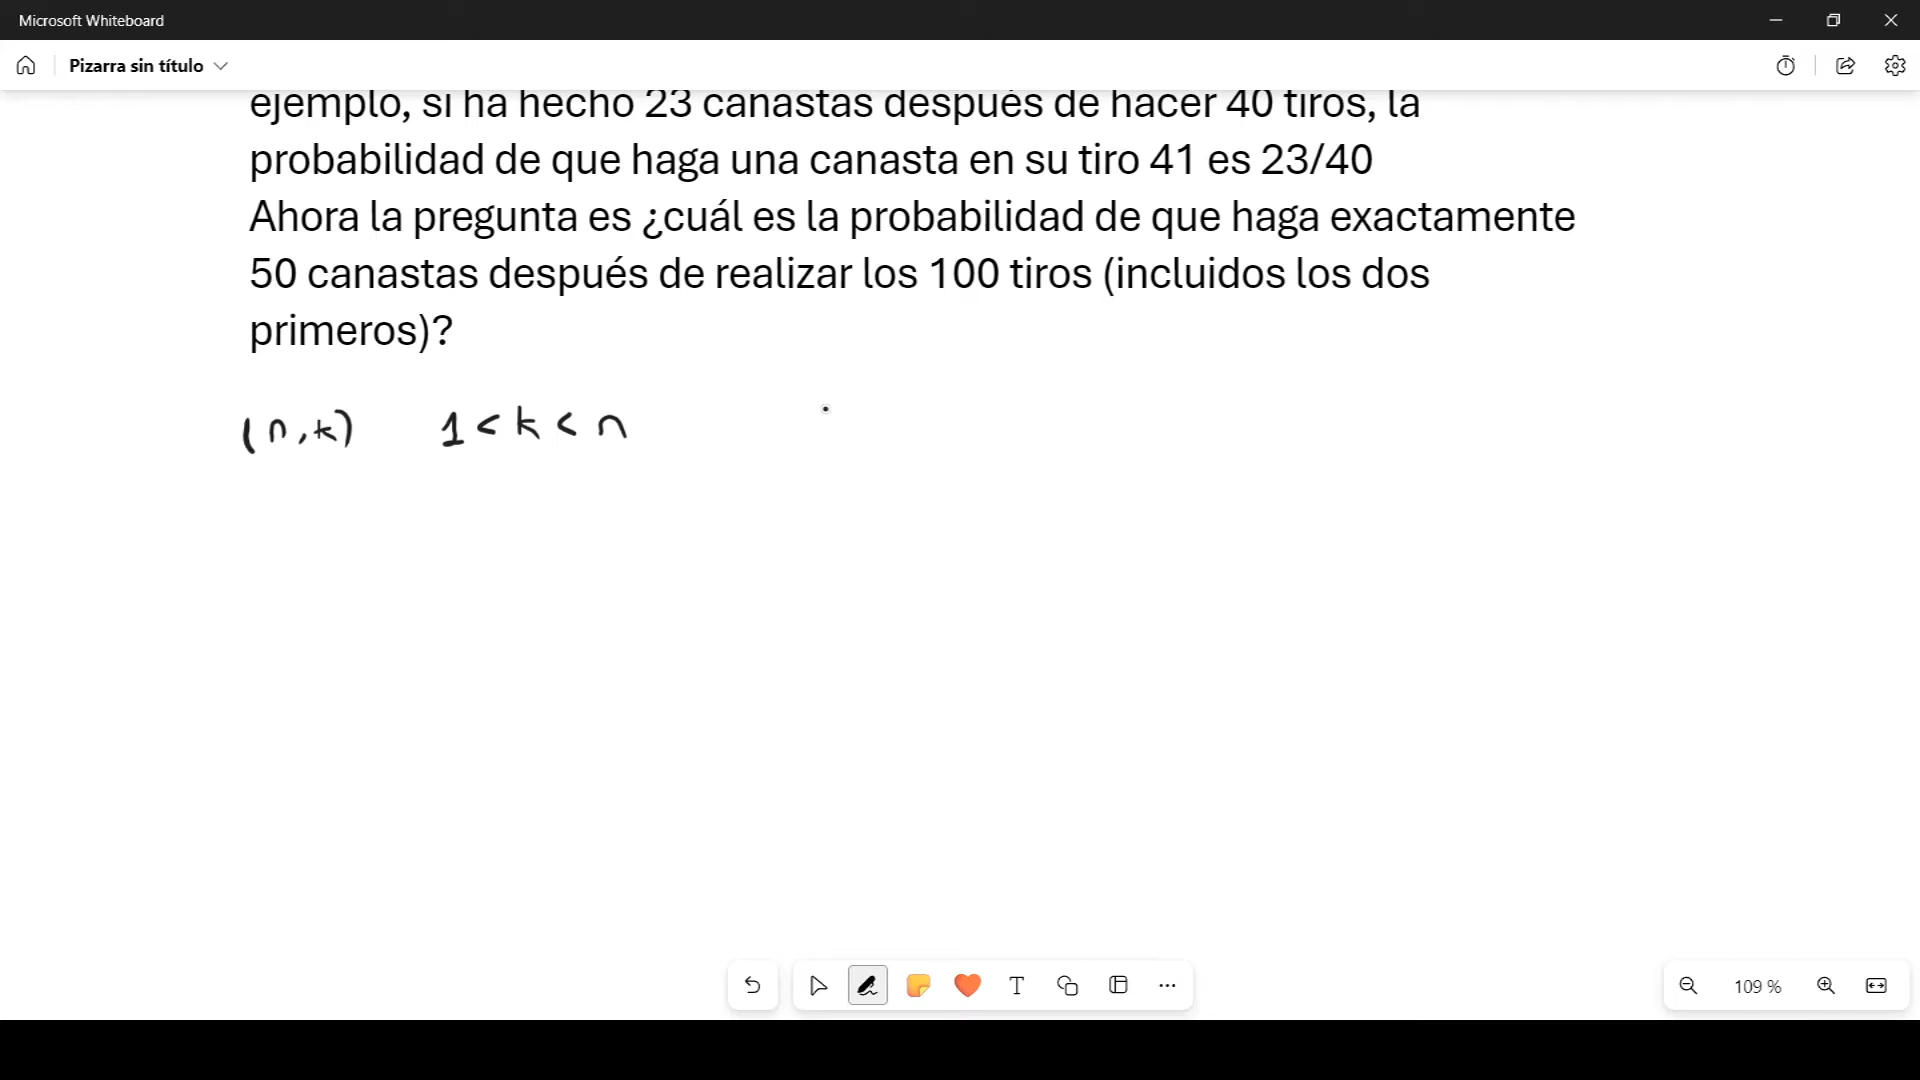 Microsoft Whiteboard
Pizarra sin título
ejemplo, si ha hecho 23 canastas después de hacer 40 tiros, la
probabilidad de que haga una canasta en su tiro 41 es 23/40
Ahora la pregunta es ¿cuál es la probabilidad de que haga exactamente
50 canastas después de realizar los 100 tiros (incluidos los dos
primeros)?
(n,k) 1 < k < n
109 %